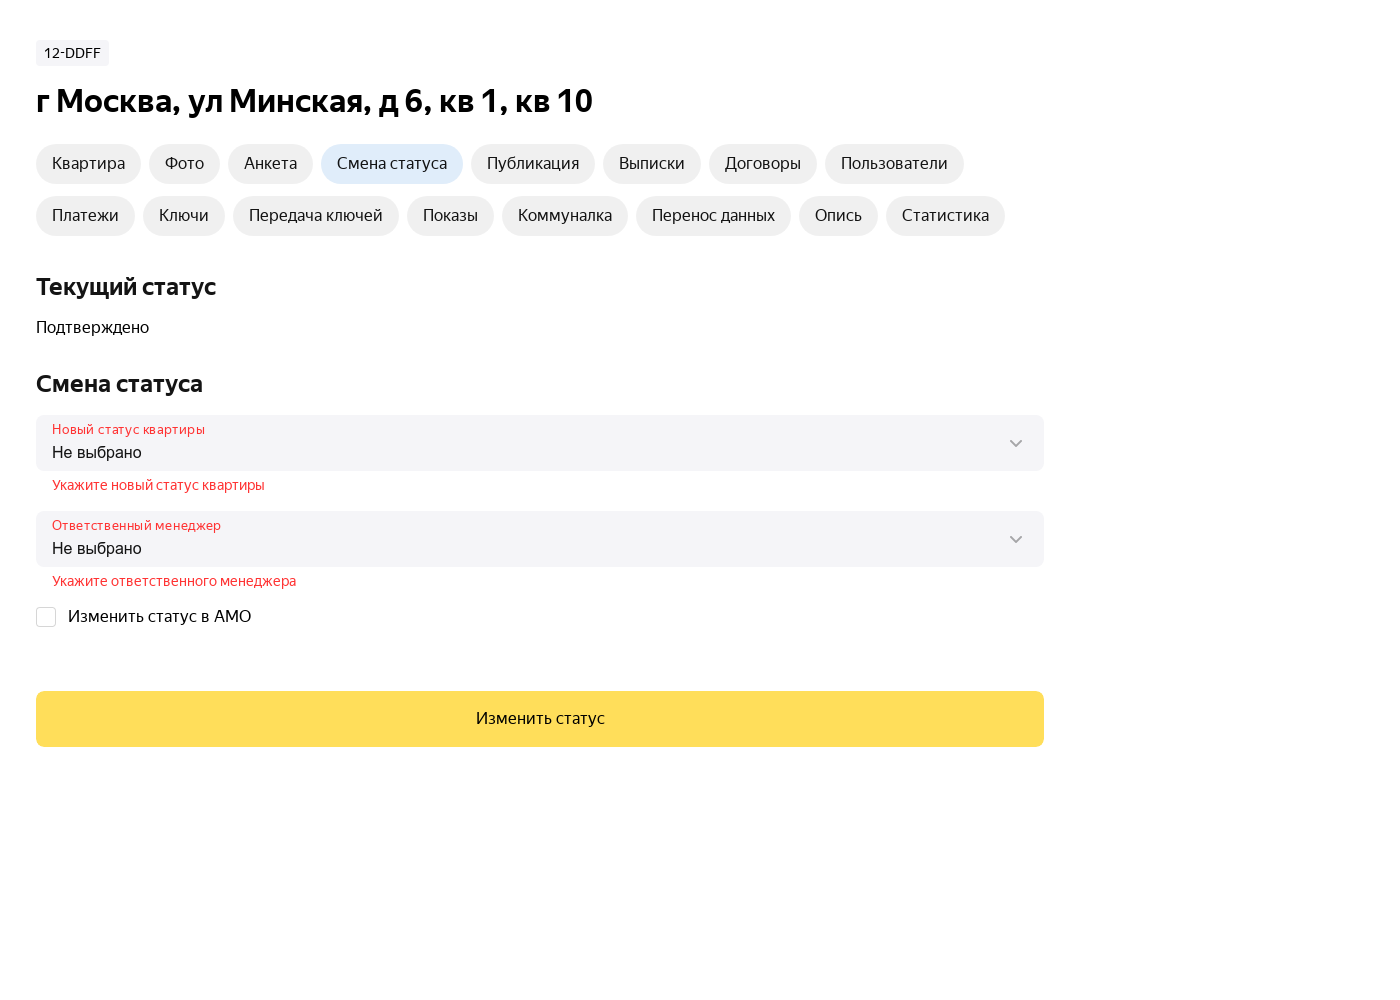 12-DDFF
г Москва, ул Минская, д 6, кв 1, кв 10
Квартира Фото Анкета Смена статуса Публикация Выписки Договоры Пользователи
Платежи Ключи Передача ключей Показы Коммуналка Перенос данных Опись Статистика
Текущий статус
Подтверждено
Смена статуса
Новый статус квартиры
Не выбрано
Укажите новый статус квартиры
Ответственный менеджер
Не выбрано
Укажите ответственного менеджера
Изменить статус в АМО
Изменить статус